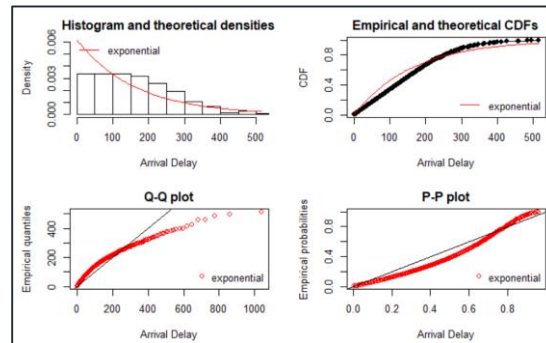 Histogram and theoretical densities
Density
0.000
0.003
0.006
exponential
0
100
200
300
400
500
Arrival Delay
Empirical and theoretical CDFs
CDF
0.0
0.4
0.8
exponential
0
100
200
300
400
500
Arrival Delay
Q-Q plot
Empirical quantiles
0
200
400
exponential
0
200
400
600
800
1000
Arrival Delay
P-P plot
Empirical probabilities
0.0
0.4
0.8
exponential
0.0
0.2
0.4
0.6
0.8
Arrival Delay